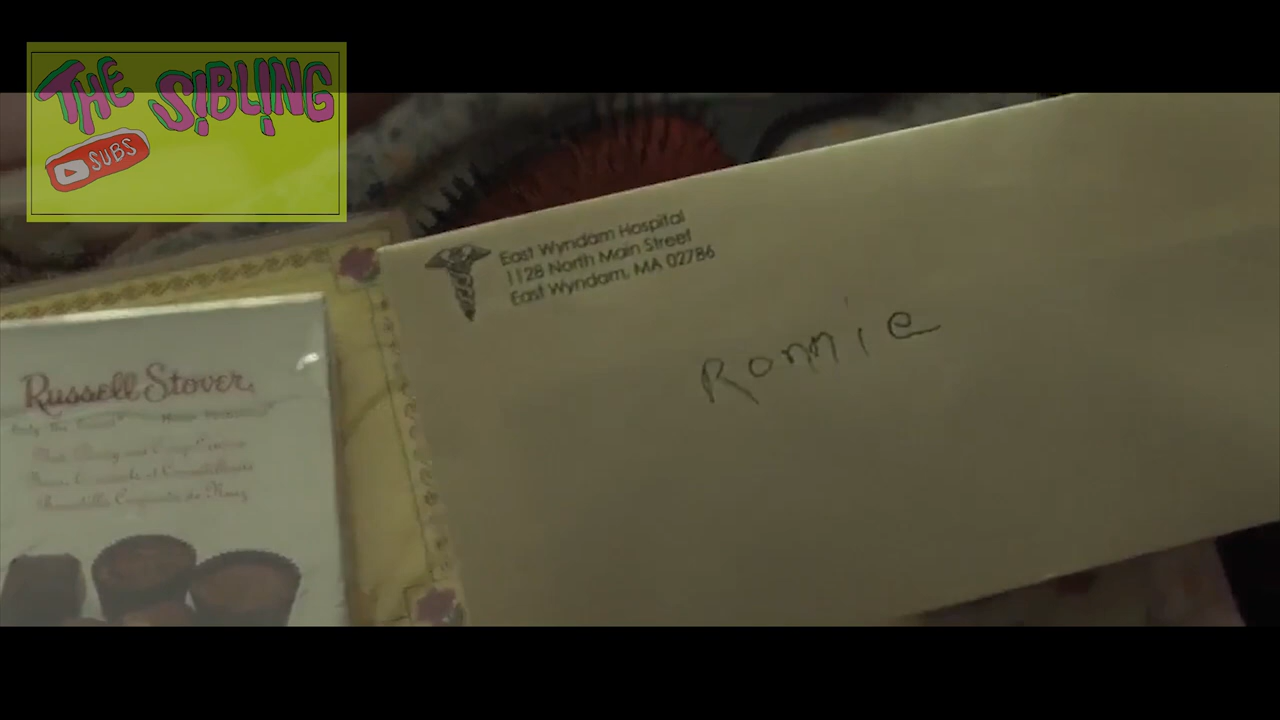 THE SIBLING
SUBS
East Wyndam Hospital
1128 North Main Street
East Wyndam, MA 02786
Ronnie
Russell Stover